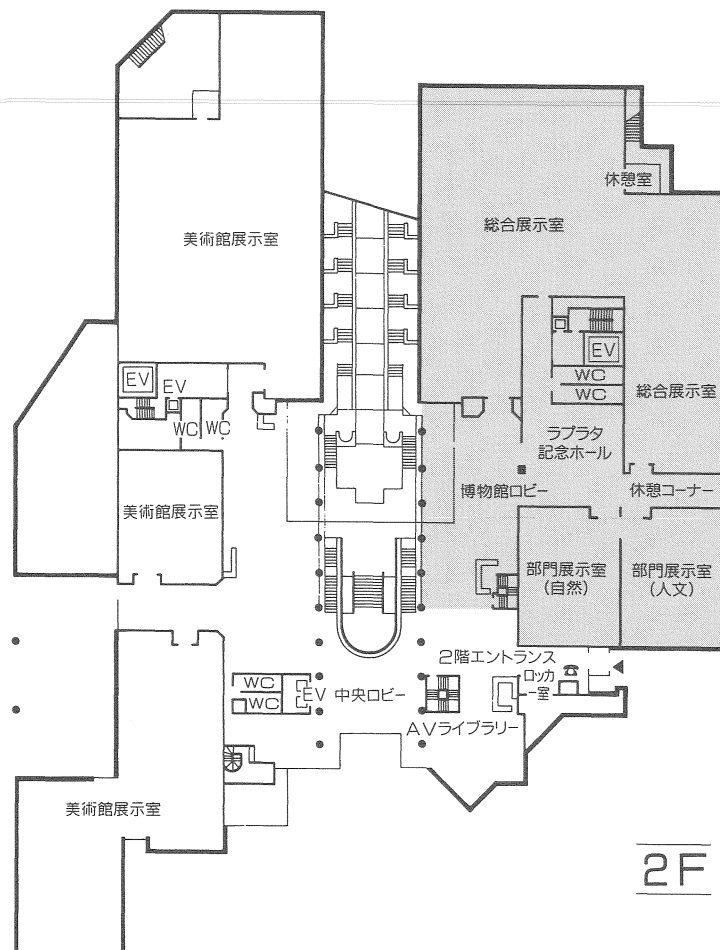 休憩室
総合展示室
美術館展示室
EV
EV
EV
WC
WC
総合展示室
WC
WC
ラプラタ
記念ホール
博物館ロビー
休憩コーナー
美術館展示室
部門展示室
(自然)
部門展示室
(人文)
2階エントランス
ロッカ
ー室
WC
WC
EV
中央ロビー
AVライブラリー
美術館展示室
2F